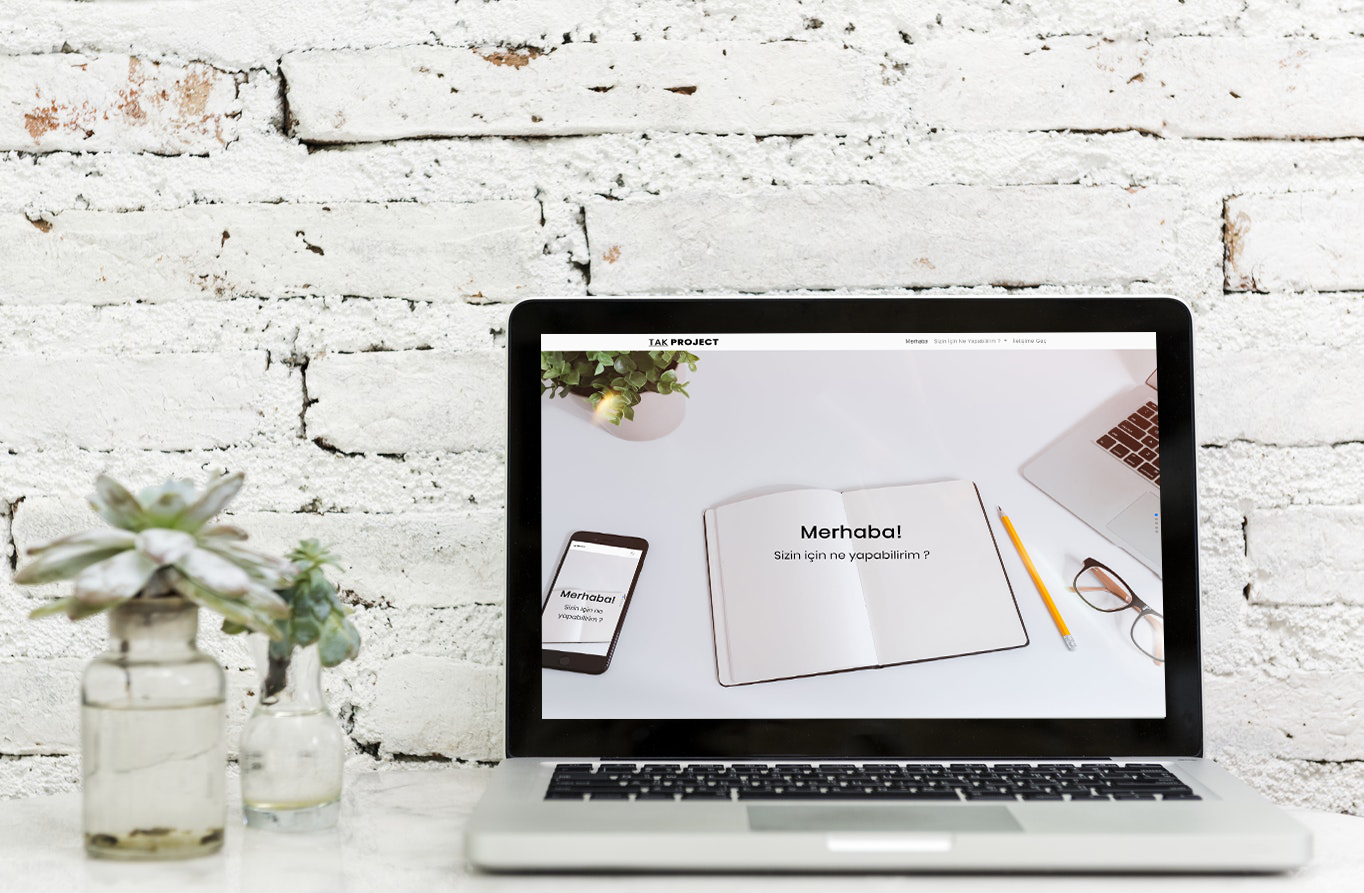 TAK PROJECT
Merhaba Sizin İçin Ne Yapabilirim ? İletişime Geç
Merhaba!
Sizin için ne yapabilirim ?
Merhaba!
Sizin için ne
yapabilirim ?